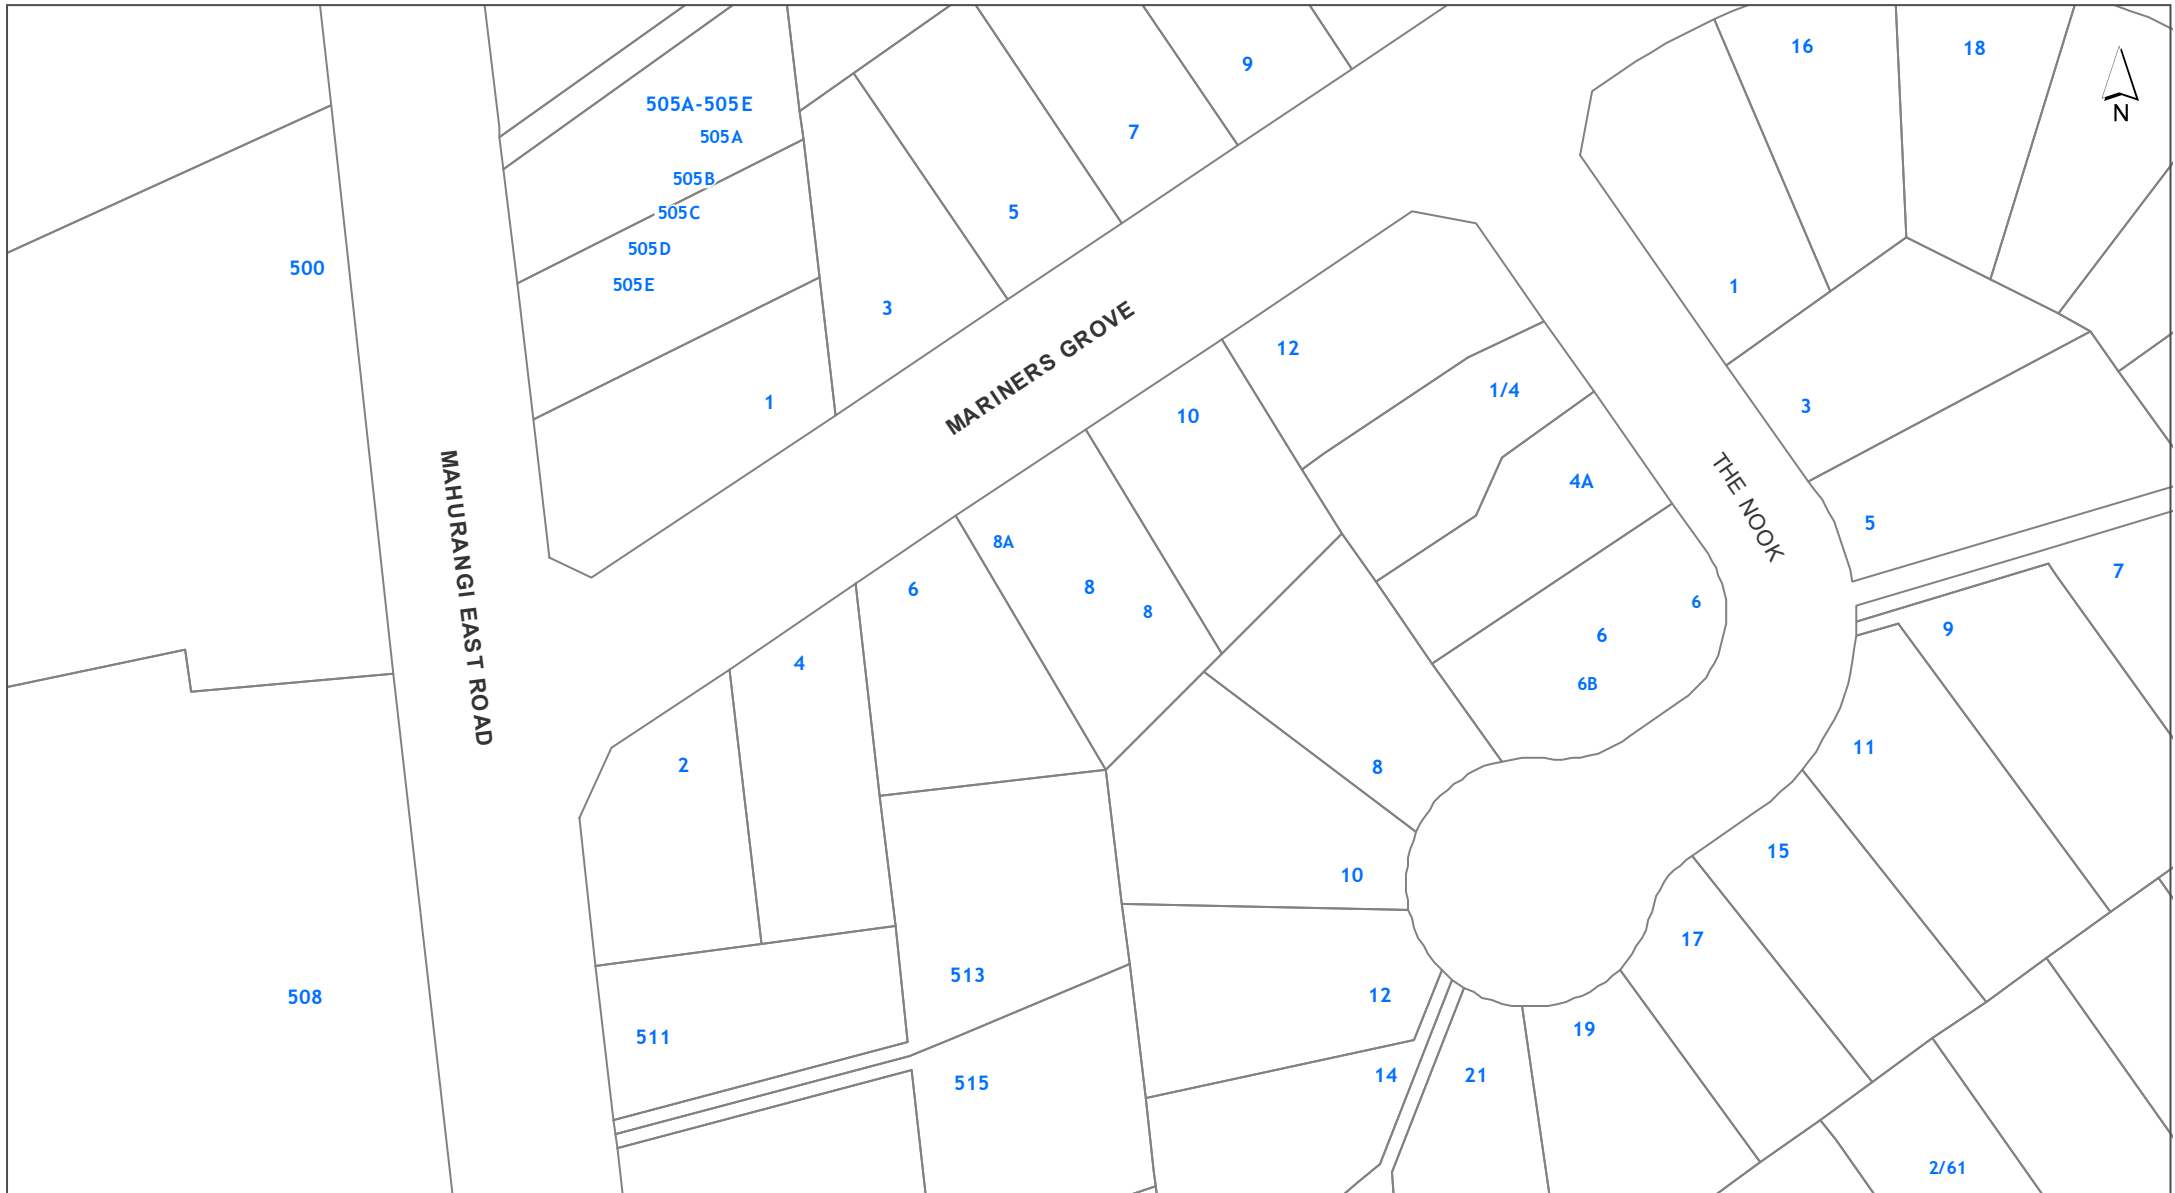 16
18
9
505A-505E
N
7
505A
505B
5
505C
505D
500
505E
1
3
MARINERS GROVE
12
1/4
1
3
10
4A
MAHURANGI EAST ROAD
THE NOOK
5
8A
7
6
8
6
8
9
6
4
6B
11
2
8
15
10
17
513
12
508
19
511
14
21
515
2/61